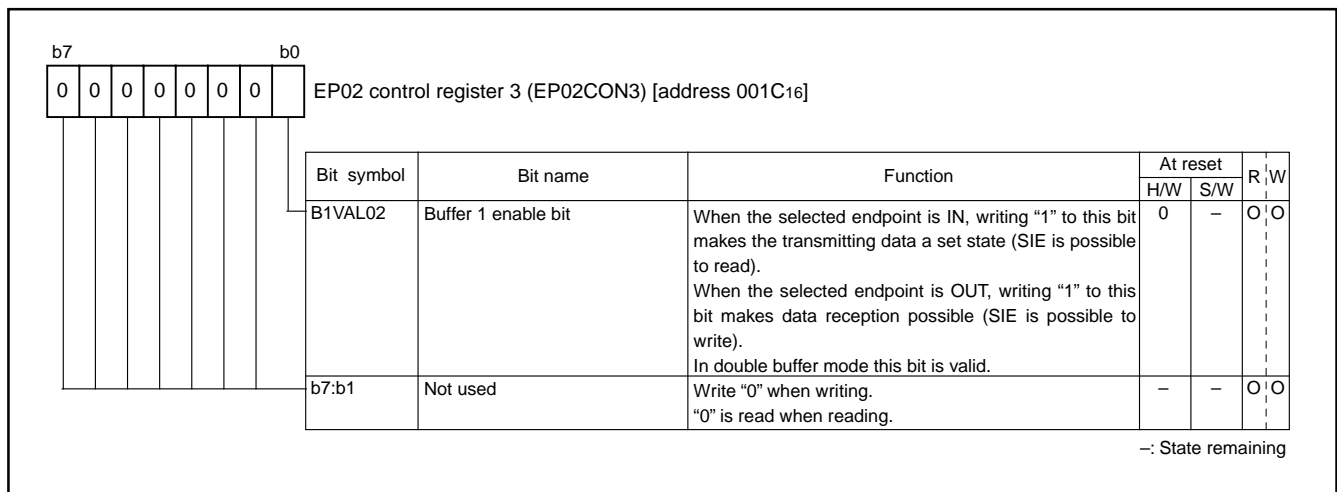 b7 b0
0 0 0 0 0 0 0 EP02 control register 3 (EP02CON3) [address 001C16]
Bit symbol Bit name Function At reset R W
H/W S/W
B1VAL02 Buffer 1 enable bit When the selected endpoint is IN, writing “1” to this bit 0 – O O
makes the transmitting data a set state (SIE is possible
to read).
When the selected endpoint is OUT, writing “1” to this
bit makes data reception possible (SIE is possible to
write).
In double buffer mode this bit is valid.
b7:b1 Not used Write “0” when writing. – – O O
“0” is read when reading.
–: State remaining